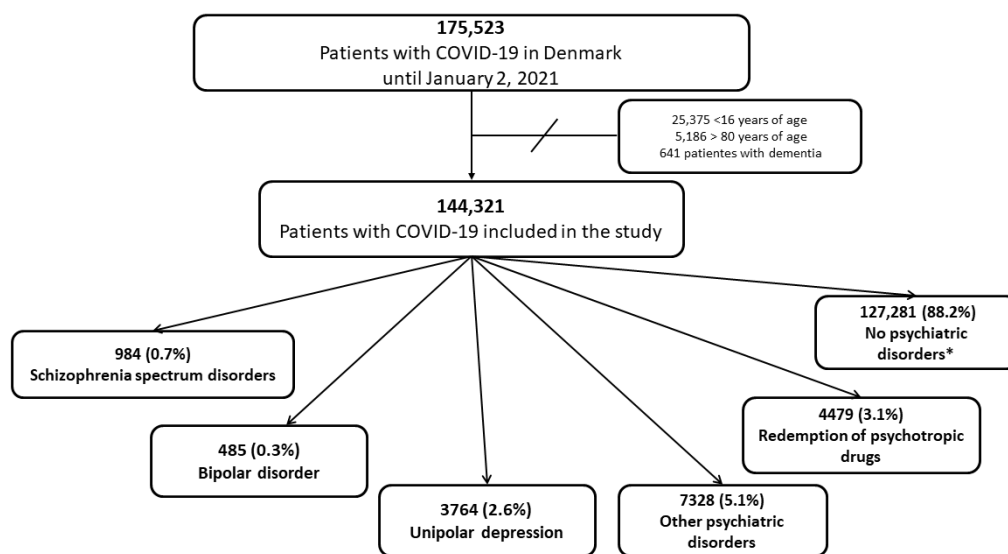 175,523
Patients with COVID-19 in Denmark
until January 2, 2021
25,375 <16 years of age
5,186 > 80 years of age
641 patientes with dementia
144,321
Patients with COVID-19 included in the study
984 (0.7%)
Schizophrenia spectrum disorders
485 (0.3%)
Bipolar disorder
3764 (2.6%)
Unipolar depression
7328 (5.1%)
Other psychiatric
disorders
4479 (3.1%)
Redemption of psychotropic
drugs
127,281 (88.2%)
No psychiatric
disorders*